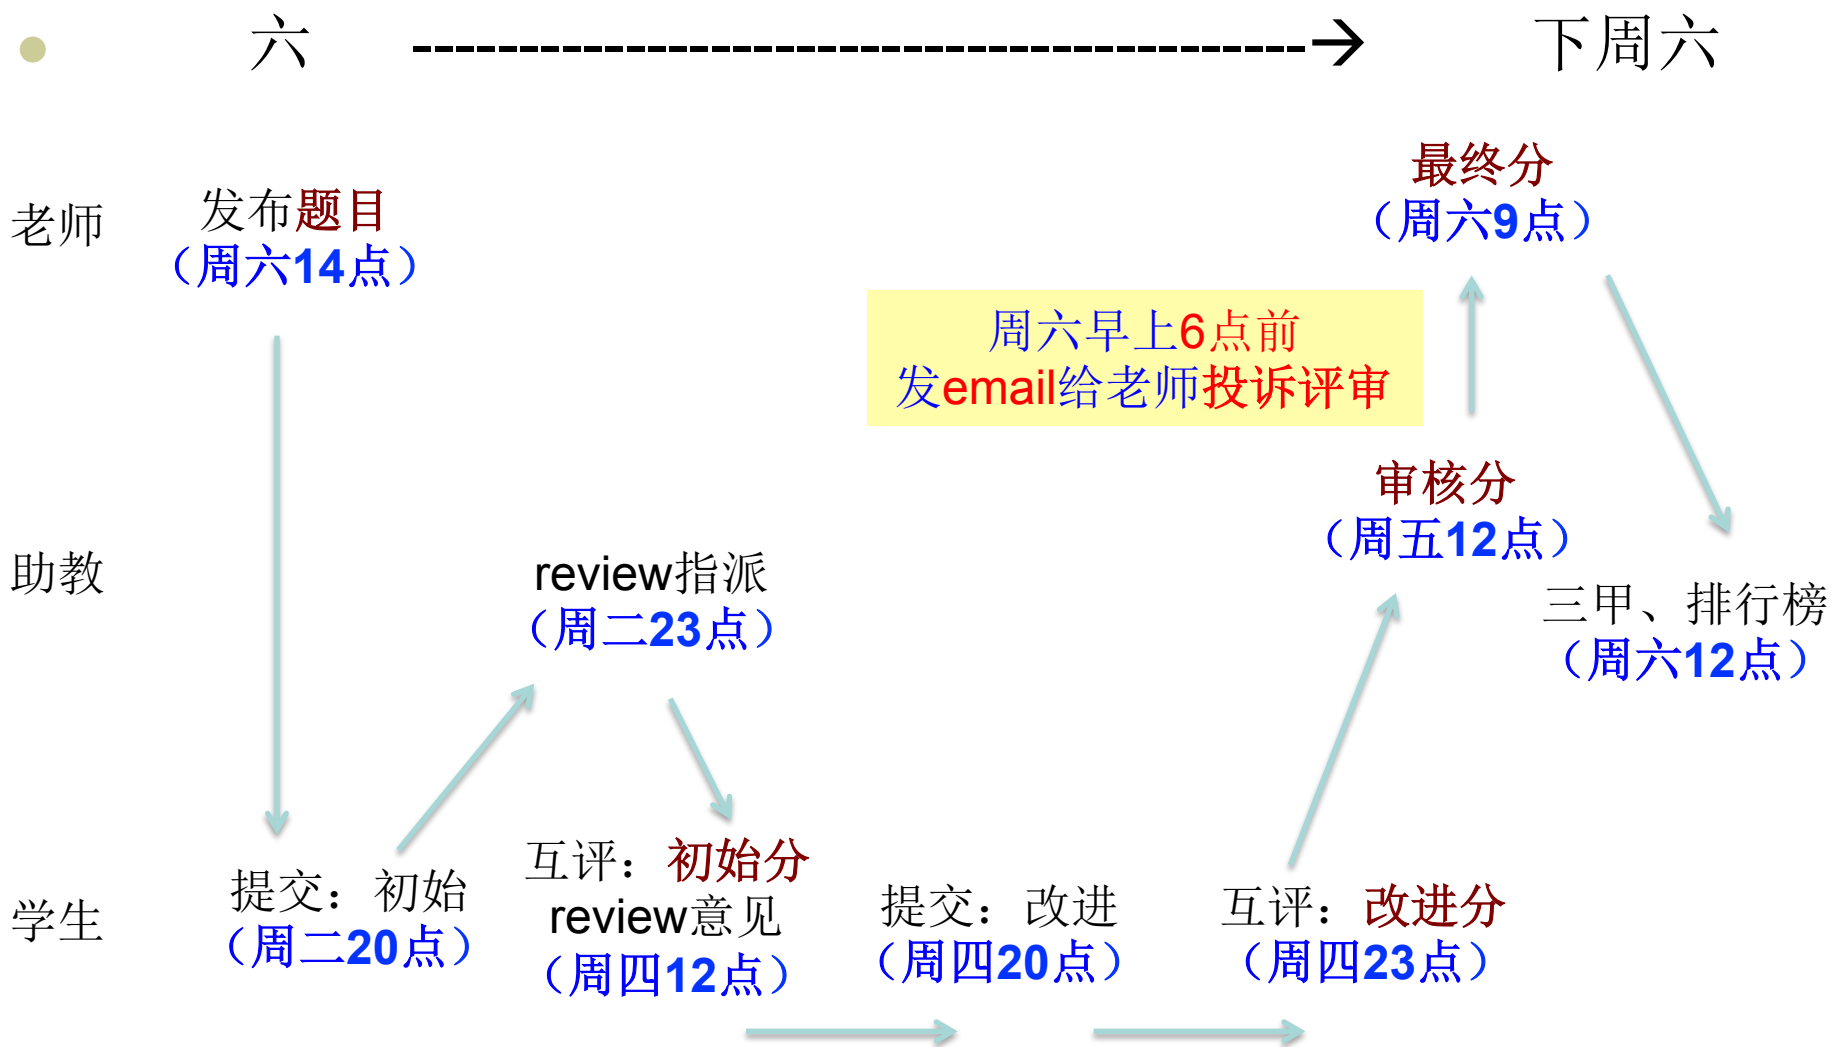 六 ------------------------------------→ 下周六
老师
发布题目
（周六14点）
最终分
（周六9点）
周六早上6点前
发email给老师投诉评审
助教
review指派
（周二23点）
审核分
（周五12点）
三甲、排行榜
（周六12点）
学生
提交：初始
（周二20点）
互评：初始分
review意见
（周四12点）
提交：改进
（周四20点）
互评：改进分
（周四23点）